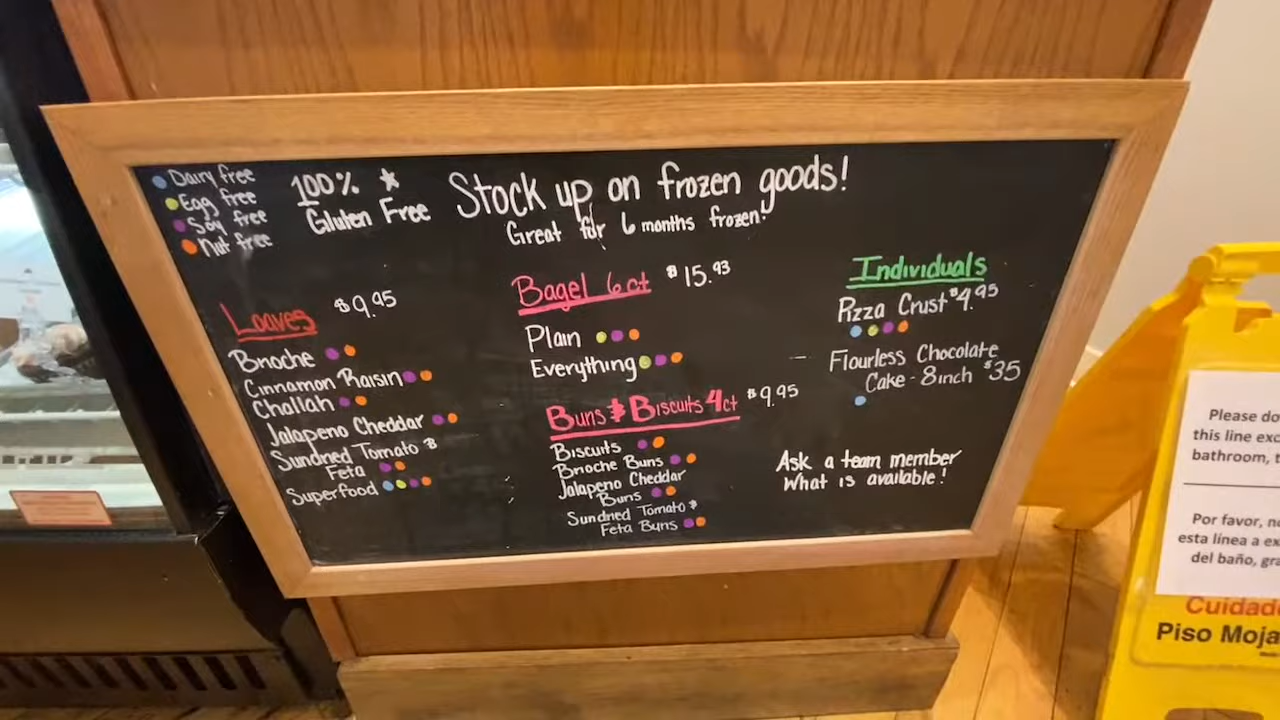 Dairy free
Egg free
Soy free
Nut free
100% *
Gluten Free
Stock up on frozen goods!
Great for 6 months frozen!
Loaves $9.95
Brioche
Cinnamon Raisin
Challah
Jalapeno Cheddar
Sundried Tomato &
Feta
Superfood
Bagel 6ct $15.93
Plain
Everything
Buns & Biscuits 4ct $9.95
Biscuits
Brioche Buns
Jalapeno Cheddar
Buns
Sundried Tomato &
Feta Buns
Individuals
Pizza Crust $4.95
Flourless Chocolate
Cake - 8inch $35
Ask a team member
What is available!
Please do
this line exc
bathroom, t
Por favor, no
esta línea a ex
del baño, gra
Cuidad
Piso Moja